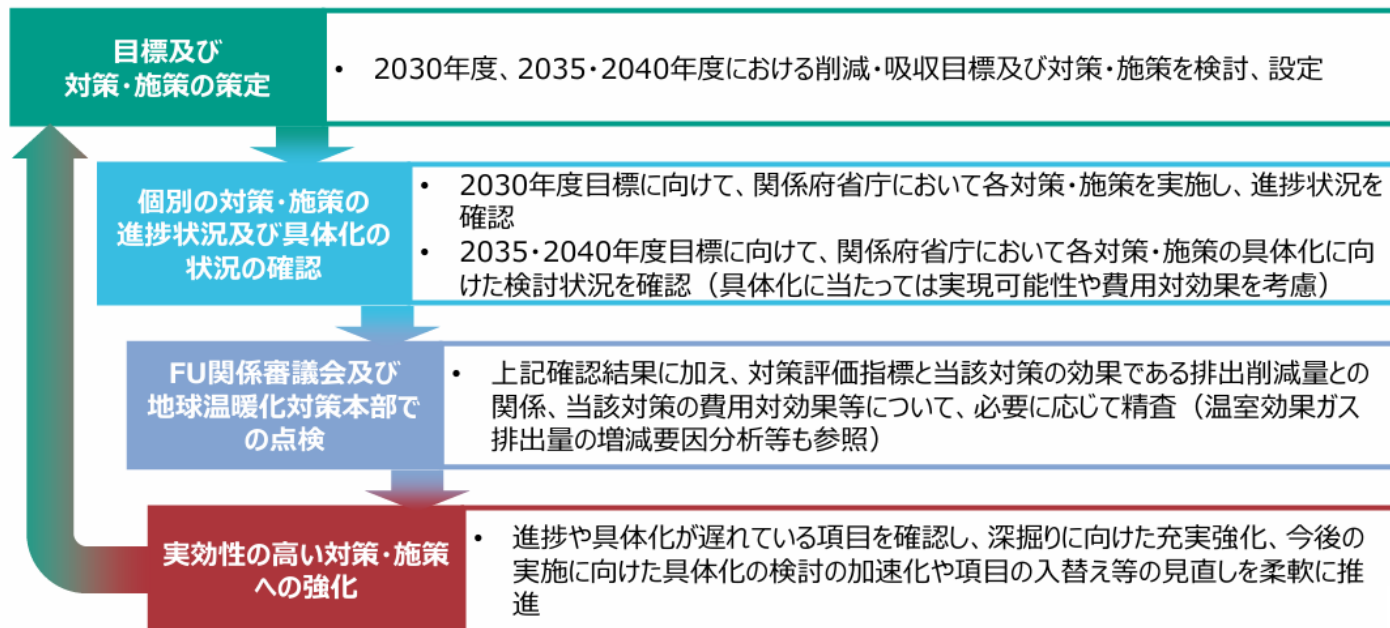 目標及び
対策・施策の策定
• 2030年度、2035・2040年度における削減・吸収目標及び対策・施策を検討、設定
個別の対策・施策の
進捗状況及び具体化の
状況の確認
• 2030年度目標に向けて、関係府省庁において各対策・施策を実施し、進捗状況を
確認
• 2035・2040年度目標に向けて、関係府省庁において各対策・施策の具体化に向
けた検討状況を確認（具体化に当たっては実現可能性や費用対効果を考慮）
FU関係審議会及び
地球温暖化対策本部で
の点検
• 上記確認結果に加え、対策評価指標と当該対策の効果である排出削減量との
関係、当該対策の費用対効果等について、必要に応じて精査（温室効果ガス
排出量の増減要因分析等も参照）
実効性の高い対策・施策
への強化
• 進捗や具体化が遅れている項目を確認し、深掘りに向けた充実強化、今後の
実施に向けた具体化の検討の加速化や項目の入替え等の見直しを柔軟に推
進